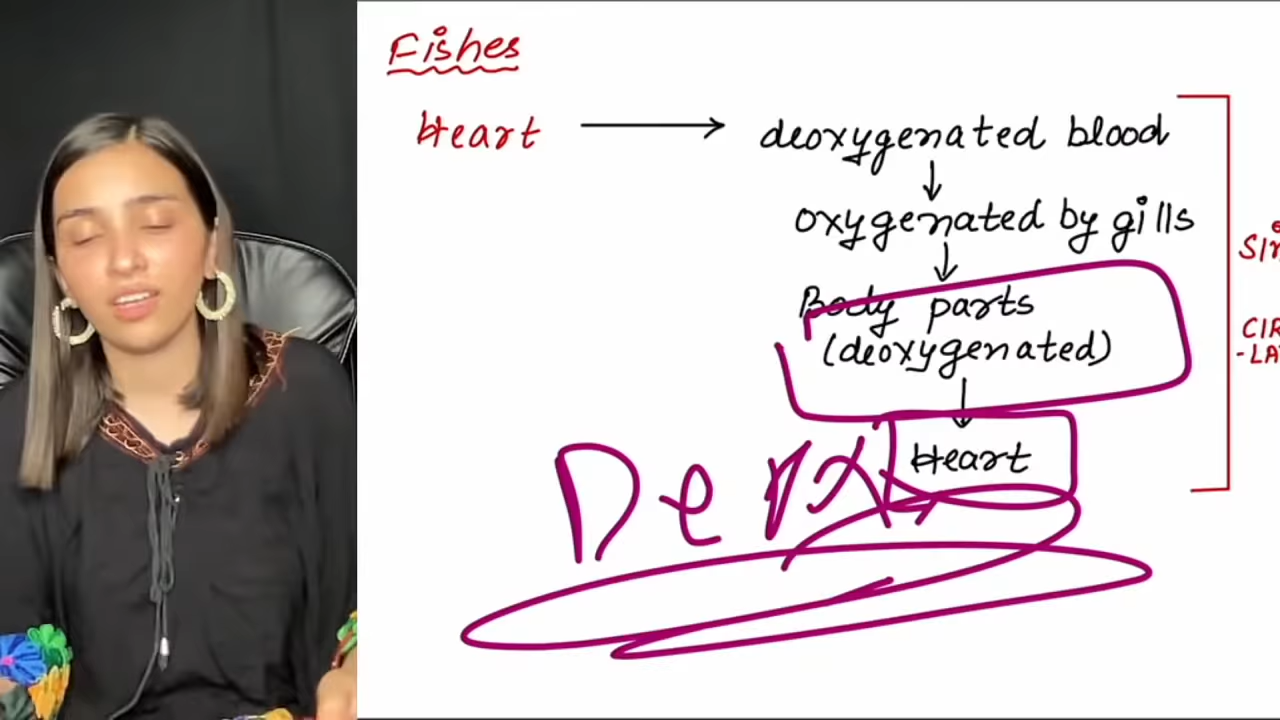 Fishes
Heart → deoxygenated blood
↓
oxygenated by gills
↓
Body parts
(deoxygenated)
↓
Heart